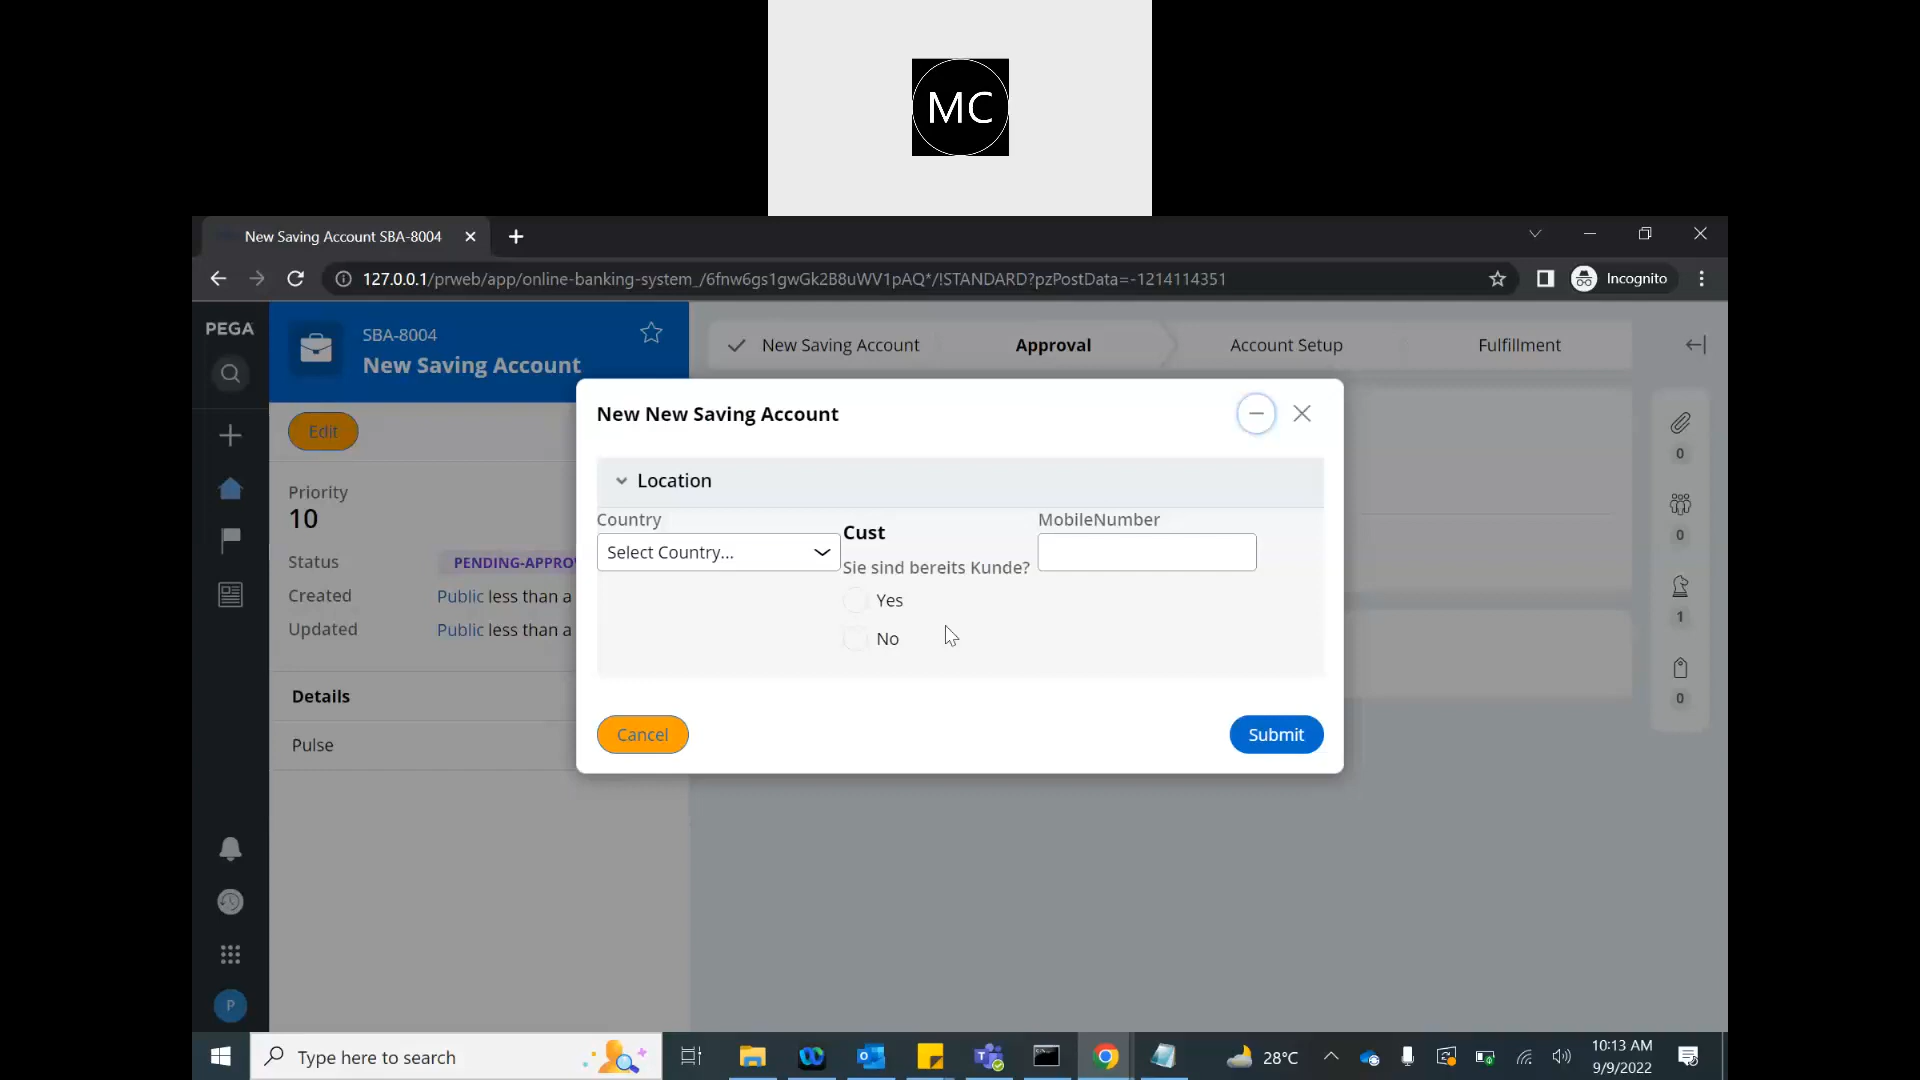 MC
New Saving Account SBA-8004
127.0.0.1/prweb/app/online-banking-system_/6fnw6gs1gwGk2B8uWV1pAQ*/!STANDARD?pzPostData=-1214114351
Incognito
PEGA
SBA-8004
New Saving Account
New Saving Account
Approval
Account Setup
Fulfillment
Edit
Priority
10
Status
PENDING-APPRO
Created
Public less than a
Updated
Public less than a
Details
Pulse
New New Saving Account
Location
Country
Select Country...
Cust
Sie sind bereits Kunde?
Yes
No
MobileNumber
Cancel
Submit
0
0
1
0
P
Type here to search
28°C
10:13 AM
9/9/2022